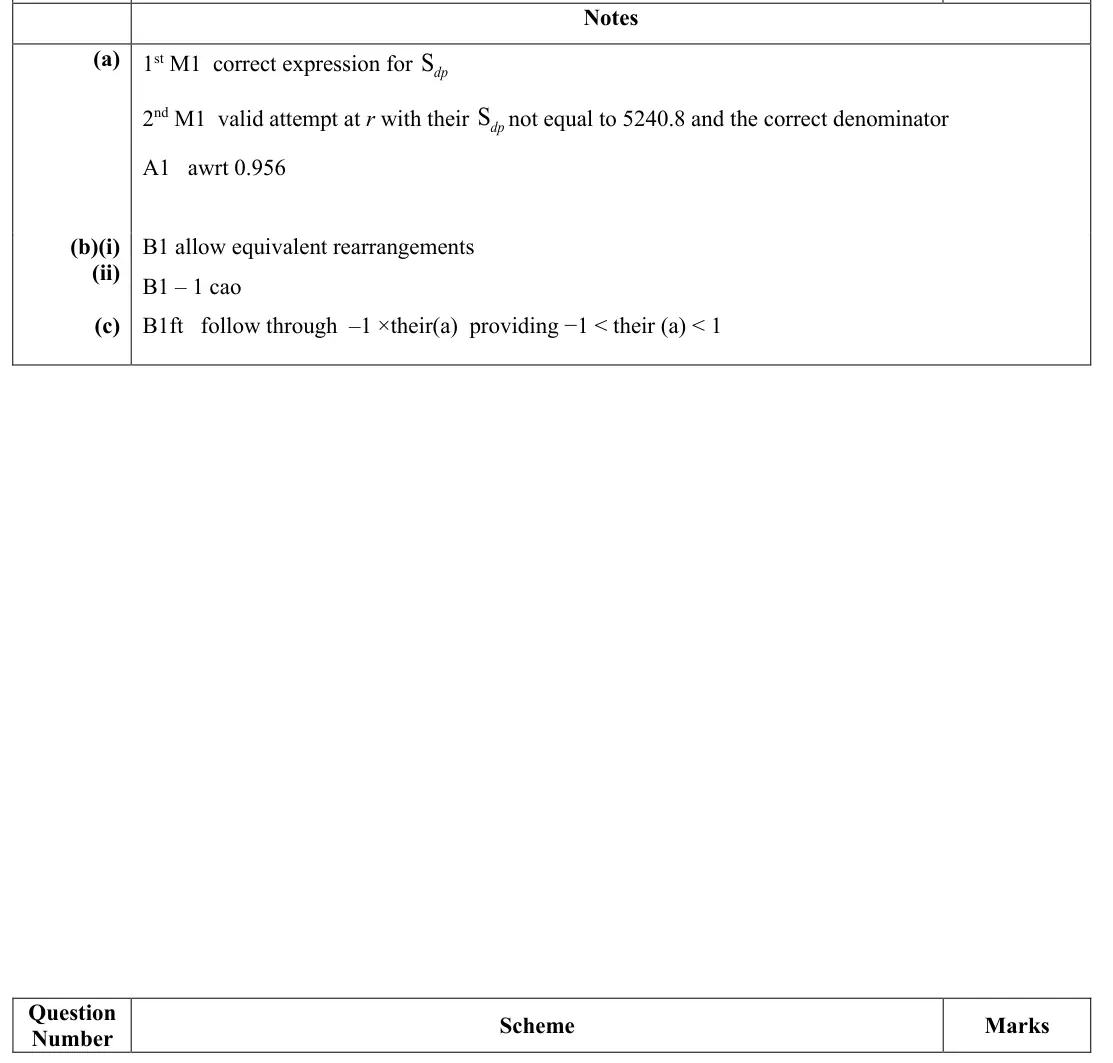 Notes
(a) 1st M1 correct expression for Sdp
2nd M1 valid attempt at r with their Sdp not equal to 5240.8 and the correct denominator
A1 awrt 0.956
(b)(i) B1 allow equivalent rearrangements
(ii) B1 – 1 cao
(c) B1ft follow through –1 ×their(a) providing −1 < their (a) < 1
Question Number Scheme Marks